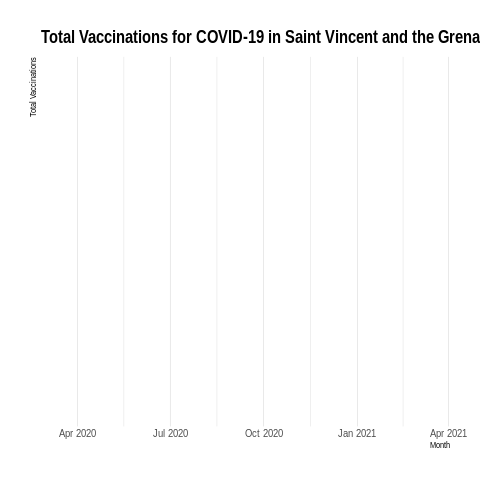 Total Vaccinations for COVID-19 in Saint Vincent and the Grena
Total Vaccinations
Apr 2020
Jul 2020
Oct 2020
Jan 2021
Apr 2021
Month